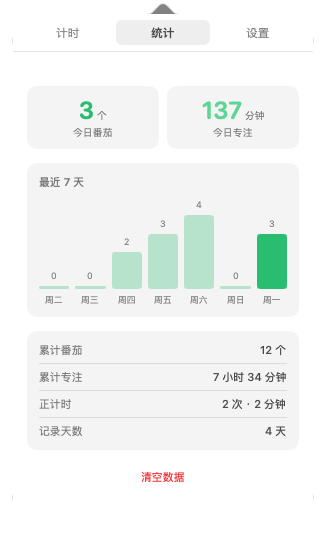 计时 统计 设置
3 个 137 分钟
今日番茄 今日专注
最近 7 天
0 0 2 3 4 0 3
周二 周三 周四 周五 周六 周日 周一
累计番茄 12 个
累计专注 7 小时 34 分钟
正计时 2 次 · 2 分钟
记录天数 4 天
清空数据